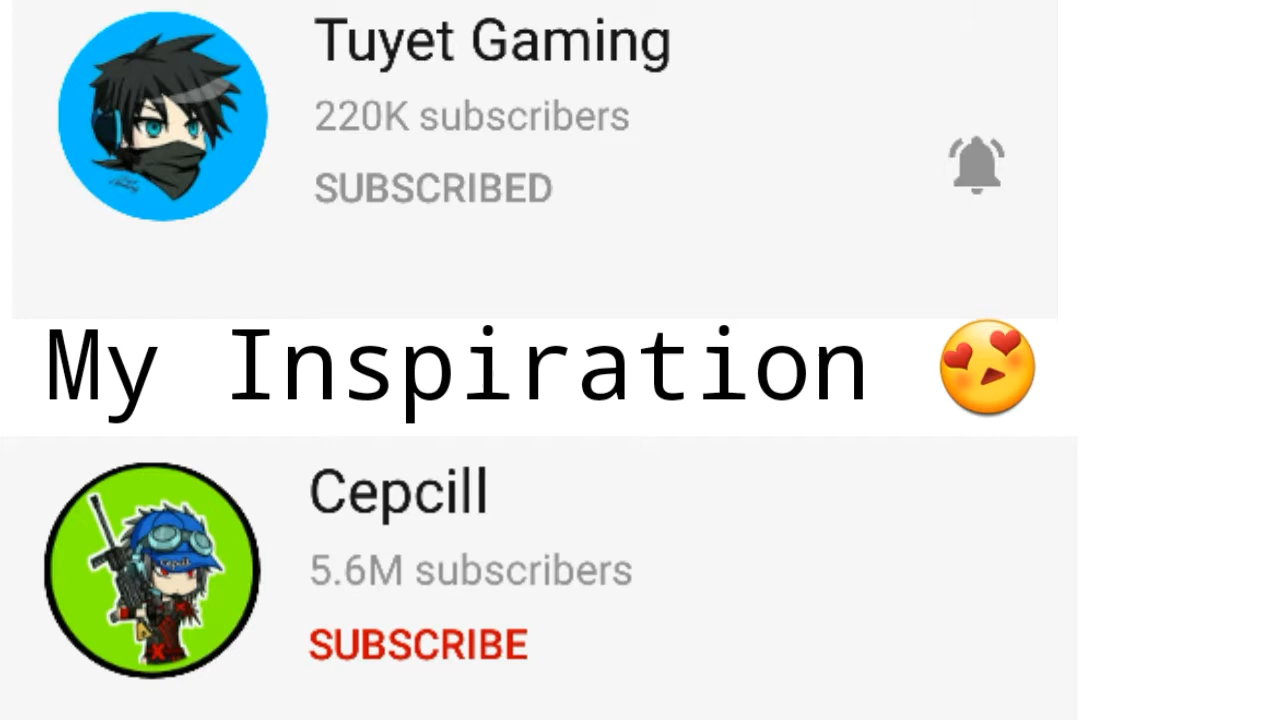 Tuyet Gaming
220K subscribers
SUBSCRIBED
My Inspiration 😍
Cepcill
5.6M subscribers
SUBSCRIBE